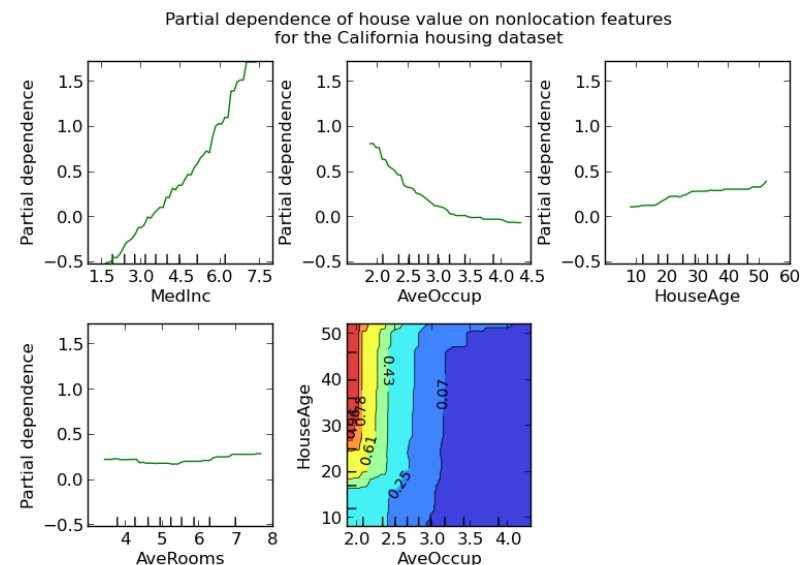 Partial dependence of house value on nonlocation features
for the California housing dataset
Partial dependence
1.5
1.0
0.5
0.0
−0.5
1.5 3.0 4.5 6.0 7.5
MedInc
Partial dependence
1.5
1.0
0.5
0.0
−0.5
2.0 2.5 3.0 3.5 4.0 4.5
AveOccup
Partial dependence
1.5
1.0
0.5
0.0
−0.5
10 20 30 40 50 60
HouseAge
Partial dependence
1.5
1.0
0.5
0.0
−0.5
4 5 6 7 8
AveRooms
HouseAge
50
40
30
20
10
0.78
0.61
0.43
0.25
0.07
2.0 2.5 3.0 3.5 4.0
AveOccup